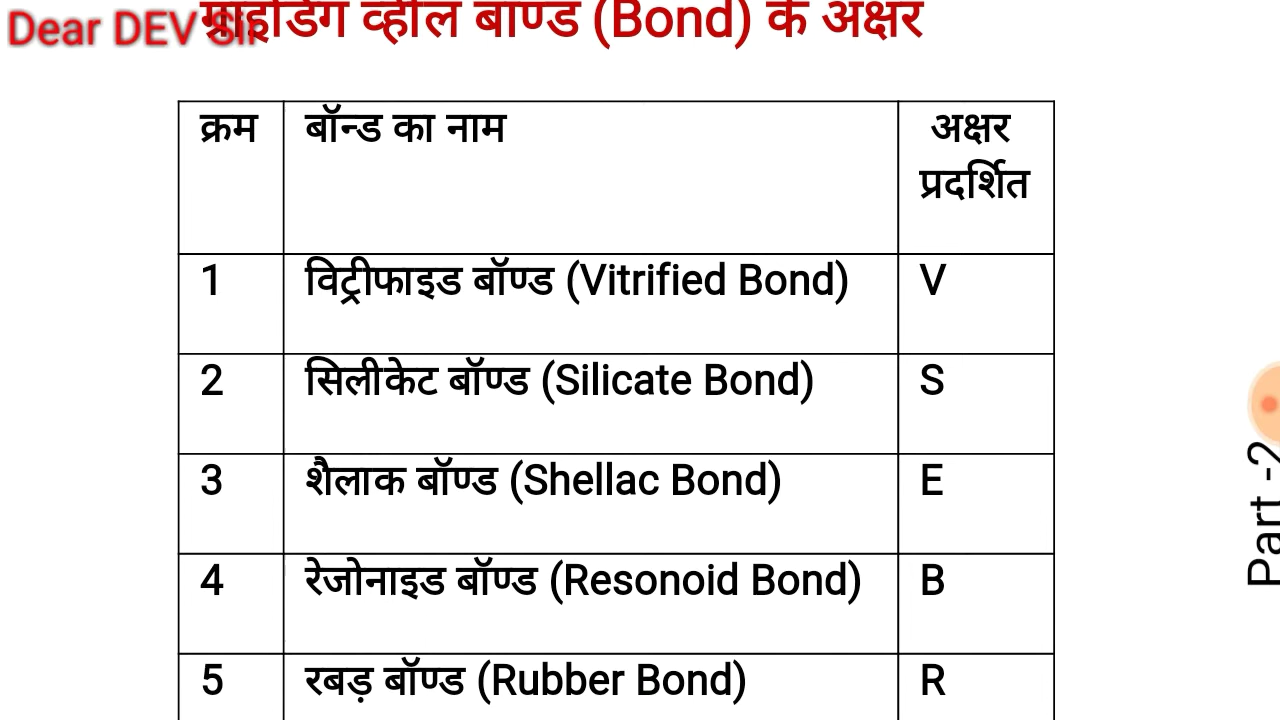 Dear DEV Sir
ग्राइंडिंग व्हील बाण्ड (Bond) के अक्षर
क्रम बॉन्ड का नाम अक्षर
प्रदर्शित
1 विट्रीफाइड बॉण्ड (Vitrified Bond) V
2 सिलीकेट बॉण्ड (Silicate Bond) S
3 शैलाक बॉण्ड (Shellac Bond) E
4 रेजोनाइड बॉण्ड (Resonoid Bond) B
5 रबड़ बॉण्ड (Rubber Bond) R
Part -2